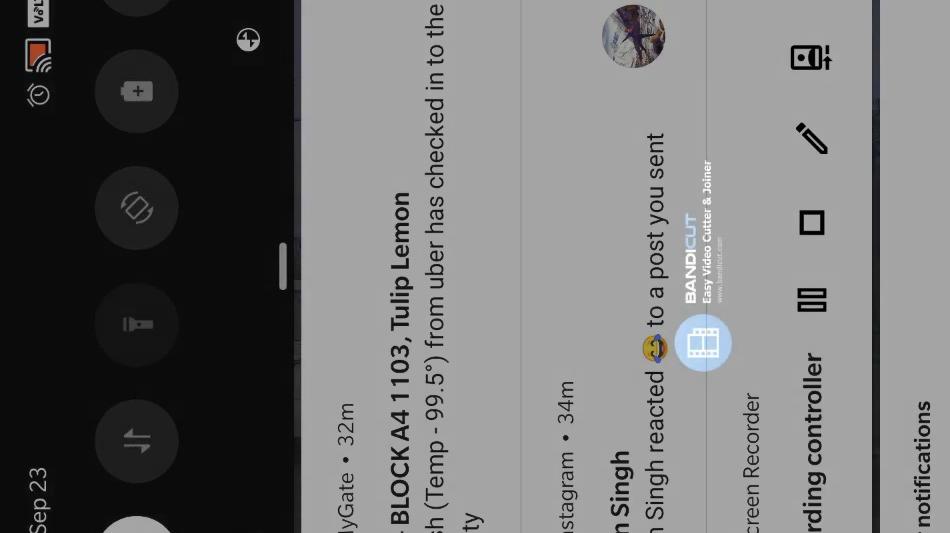 Sep 23
VoLT
lyGate • 32m
BLOCK A4 1103, Tulip Lemon
sh (Temp - 99.5°) from uber has checked in to the
ty
nstagram • 34m
n Singh
n Singh reacted 😂 to a post you sent
BANDICUT
Easy Video Cutter & Joiner
www.bandicut.com
creen Recorder
rding controller
notifications